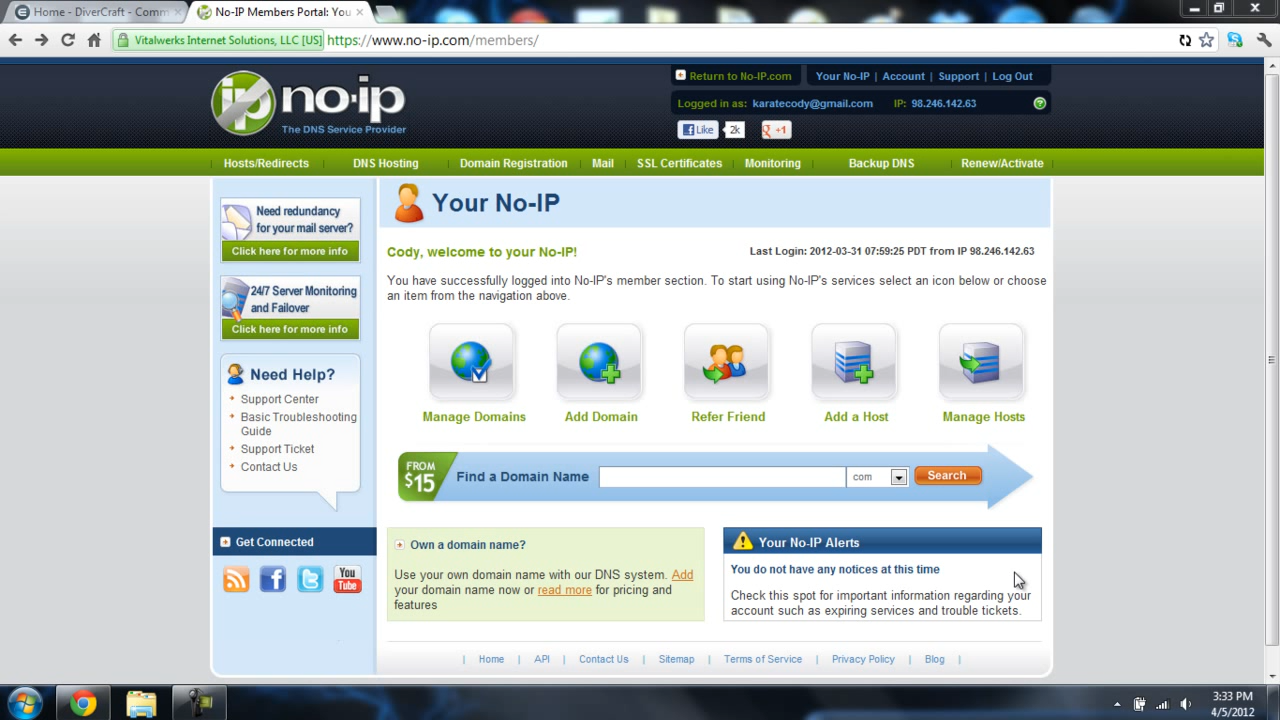 Home - DiverCraft - Comm
No-IP Members Portal: You
Vitalwerks Internet Solutions, LLC [US]
https://www.no-ip.com/members/
no-ip
The DNS Service Provider
Return to No-IP.com
Your No-IP | Account | Support | Log Out
Logged in as: karatecody@gmail.com IP: 98.246.142.63
Like 2k +1
Hosts/Redirects DNS Hosting Domain Registration Mail SSL Certificates Monitoring Backup DNS Renew/Activate
Need redundancy
for your mail server?
Click here for more info
24/7 Server Monitoring
and Failover
Click here for more info
Need Help?
Support Center
Basic Troubleshooting
Guide
Support Ticket
Contact Us
Get Connected
You
Tube
Your No-IP
Cody, welcome to your No-IP!
Last Login: 2012-03-31 07:59:25 PDT from IP 98.246.142.63
You have successfully logged into No-IP's member section. To start using No-IP's services select an icon below or choose
an item from the navigation above.
Manage Domains Add Domain Refer Friend Add a Host Manage Hosts
FROM
$15
Find a Domain Name
com
Search
Own a domain name?
Use your own domain name with our DNS system. Add
your domain name now or read more for pricing and
features
Your No-IP Alerts
You do not have any notices at this time
Check this spot for important information regarding your
account such as expiring services and trouble tickets.
| Home | API | Contact Us | Sitemap | Terms of Service | Privacy Policy | Blog |
3:33 PM
4/5/2012